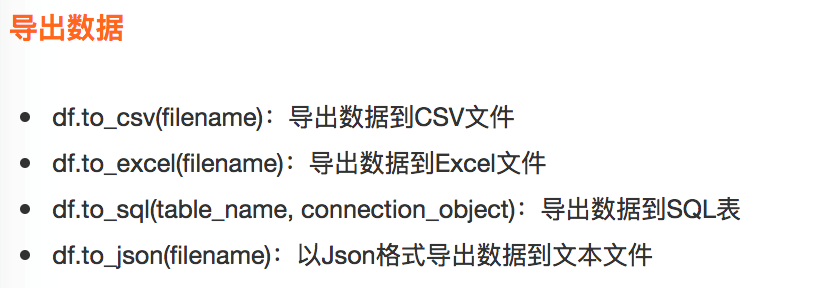 导出数据
df.to_csv(filename)：导出数据到CSV文件
df.to_excel(filename)：导出数据到Excel文件
df.to_sql(table_name, connection_object)：导出数据到SQL表
df.to_json(filename)：以Json格式导出数据到文本文件